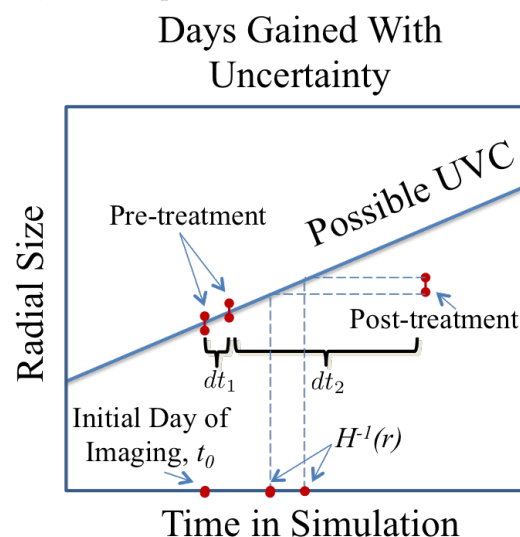 Days Gained With
Uncertainty
Possible UVC
Pre-treatment
Radial Size
Post-treatment
dt₁
dt₂
Initial Day of
Imaging, t₀
H⁻¹(r)
Time in Simulation